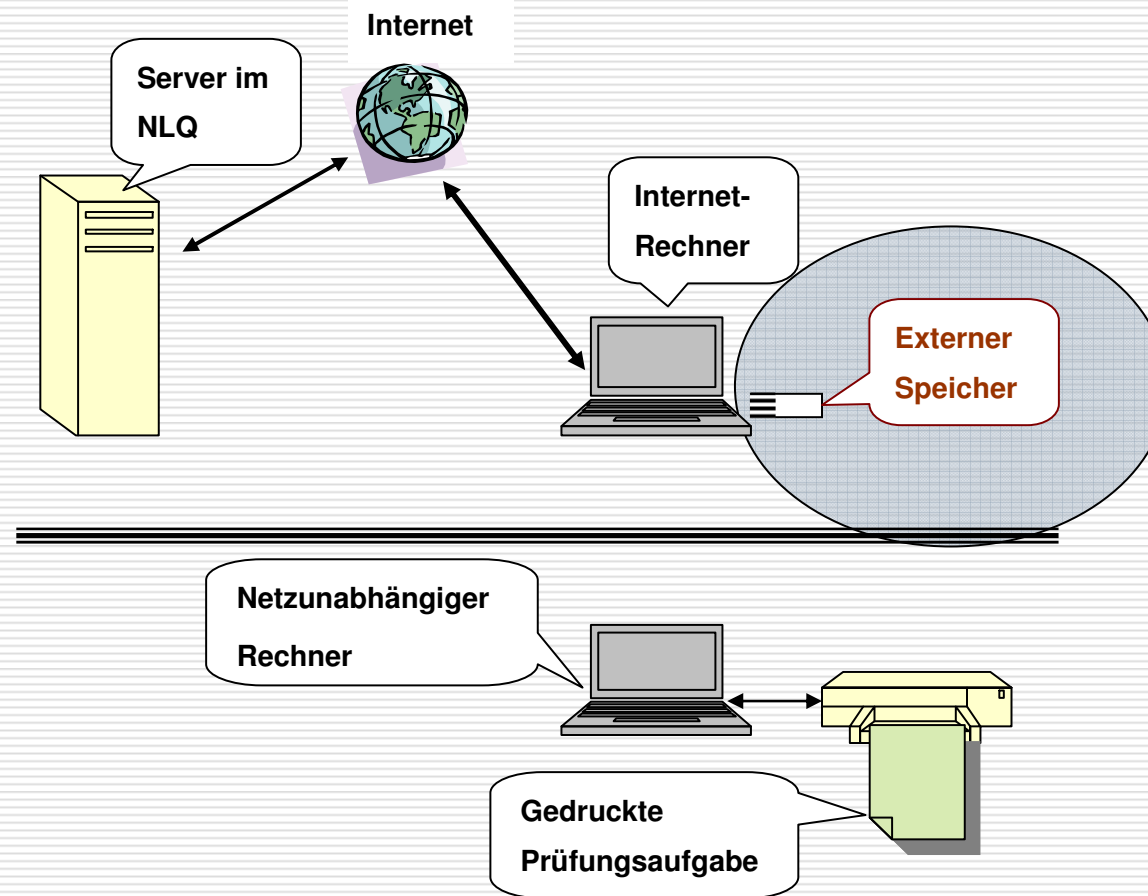 Internet
Server im
NLQ
Internet-
Rechner
Externer
Speicher
Netzunabhängiger
Rechner
Gedruckte
Prüfungsaufgabe